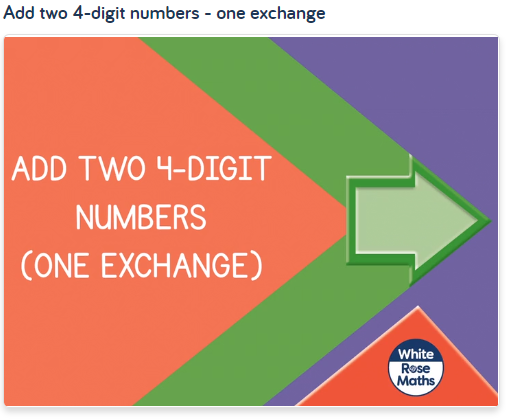 Add two 4-digit numbers - one exchange
ADD TWO 4-DIGIT
NUMBERS
(ONE EXCHANGE)
White
Rose
Maths